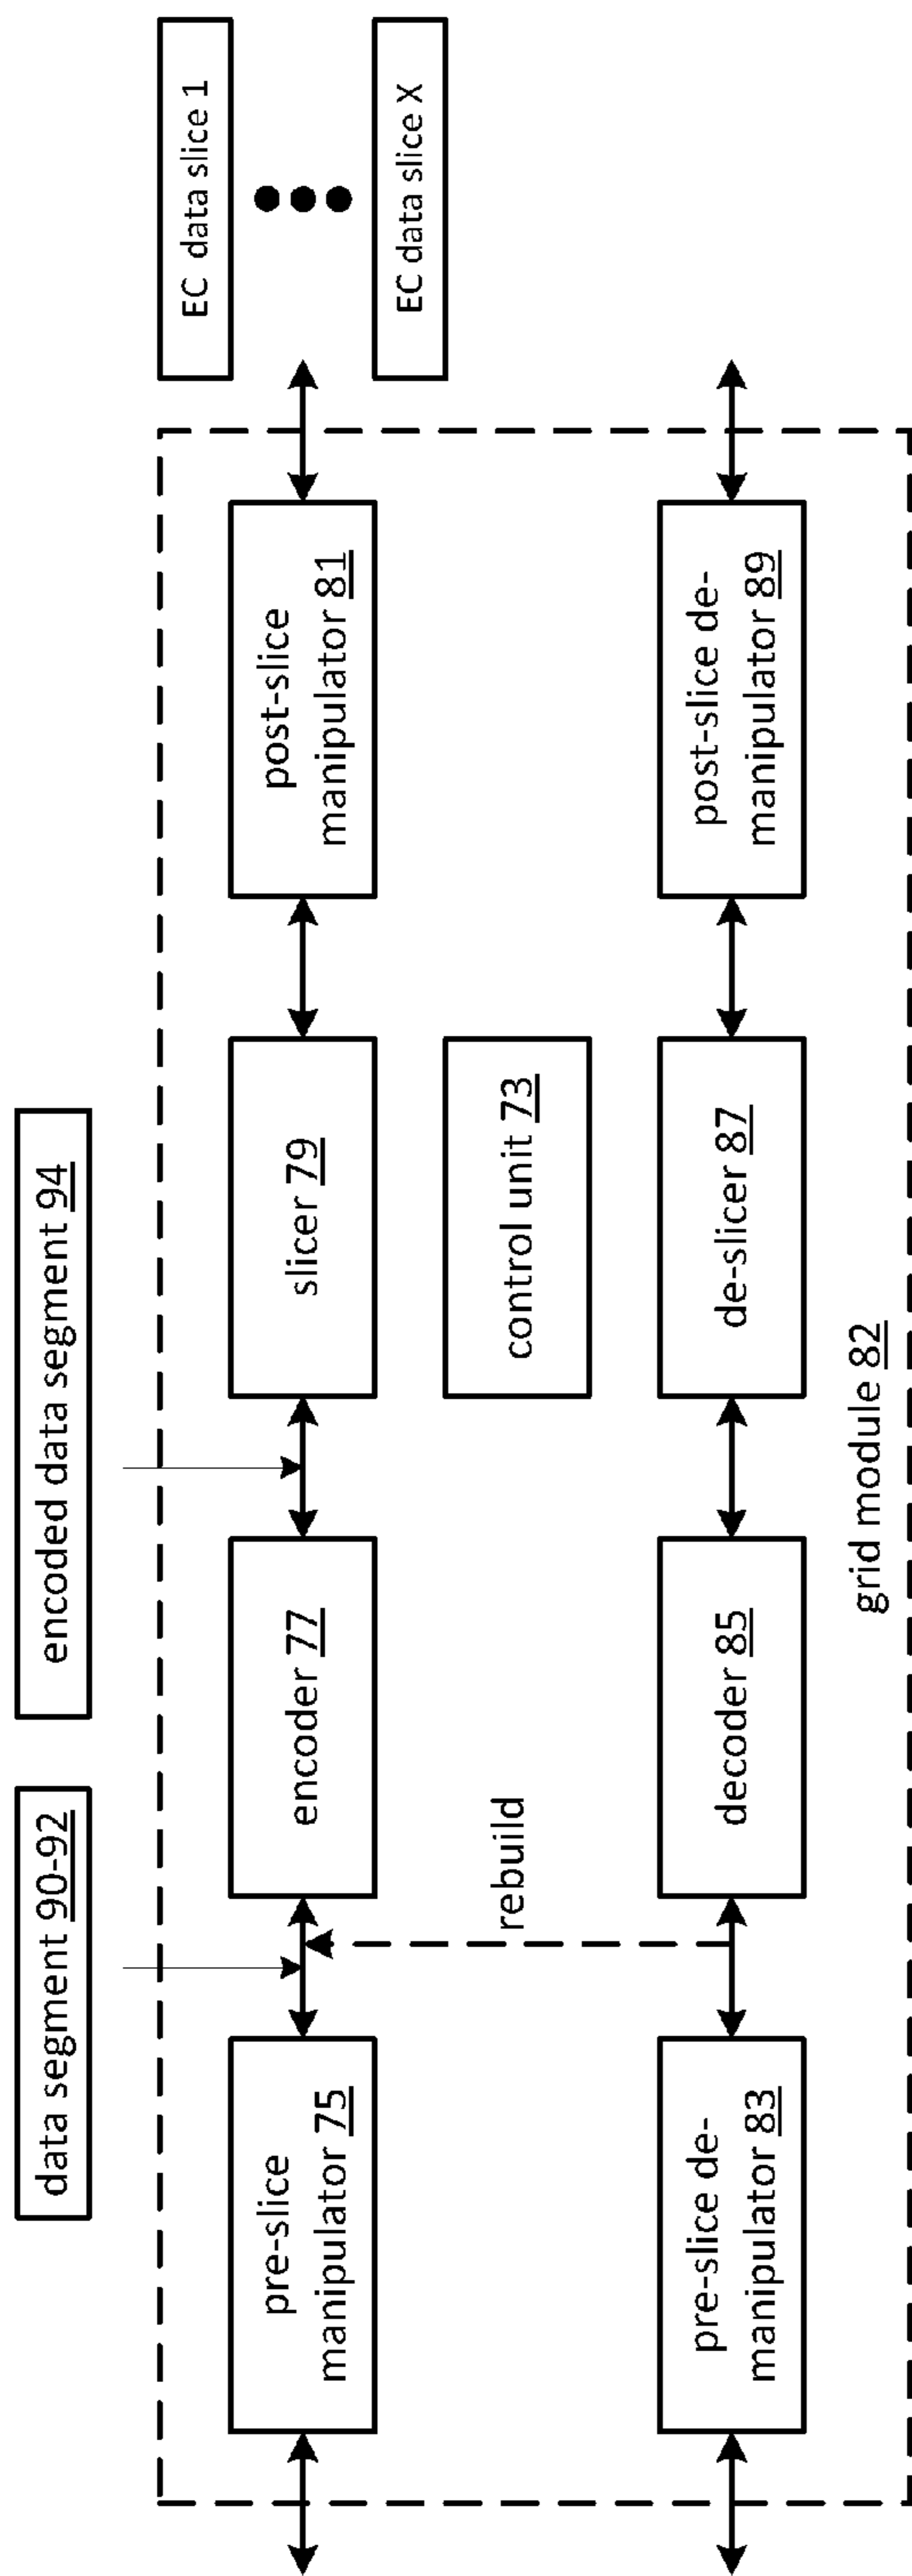 data segment 90-92
encoded data segment 94
pre-slice
manipulator 75
encoder 77
slicer 79
post-slice
manipulator 81
EC data slice 1
EC data slice X
rebuild
control unit 73
pre-slice de-
manipulator 83
decoder 85
de-slicer 87
post-slice de-
manipulator 89
grid module 82